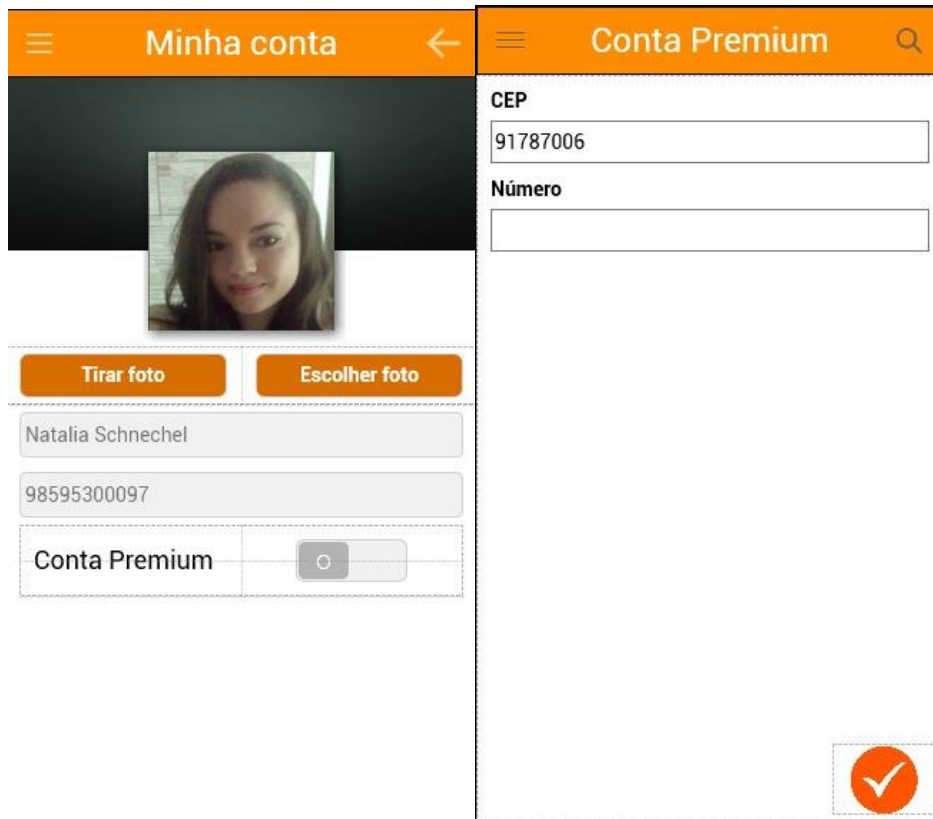 Minha conta
Tirar foto
Escolher foto
Natalia Schnechel
98595300097
Conta Premium
Conta Premium
CEP
91787006
Número